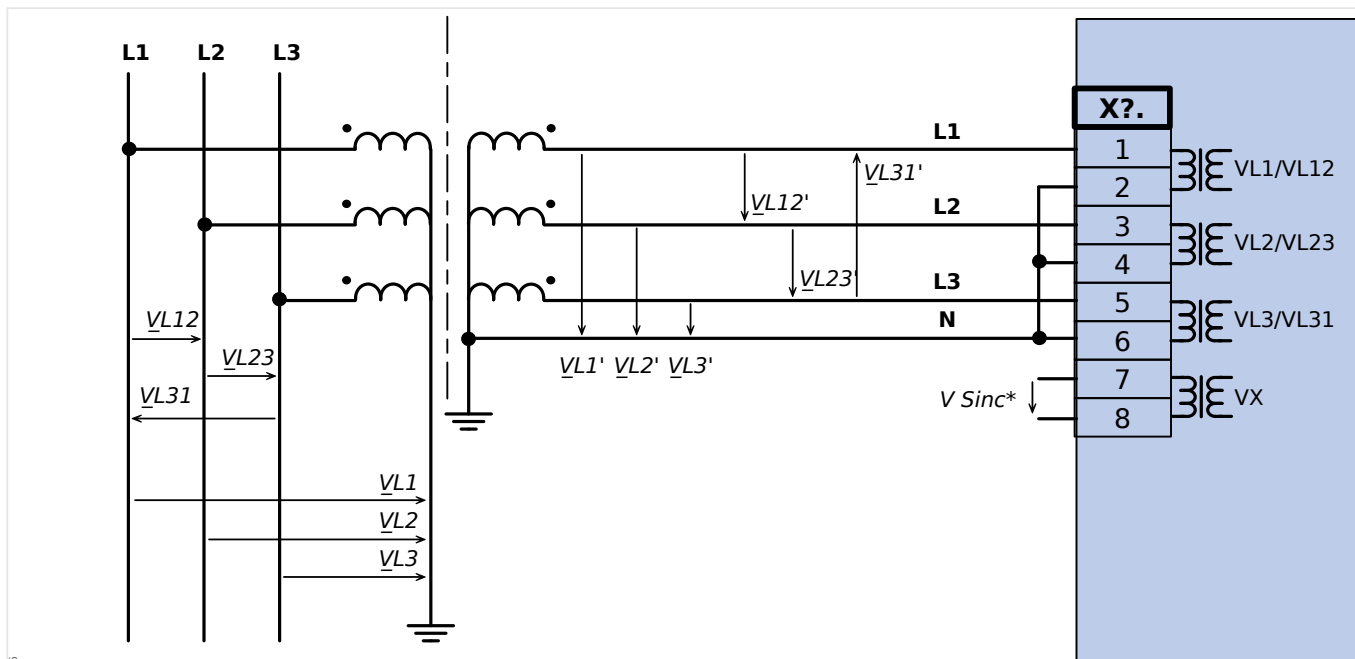 L1 L2 L3
X?.
L1
1
VL31'
VL1/VL12
2
VL12'
L2
3
VL2/VL23
4
VL23'
L3
5
VL12
N
VL3/VL31
6
VL23
VL1' VL2' VL3'
7
VL31
V Sinc*
VX
8
VL1
VL2
VL3